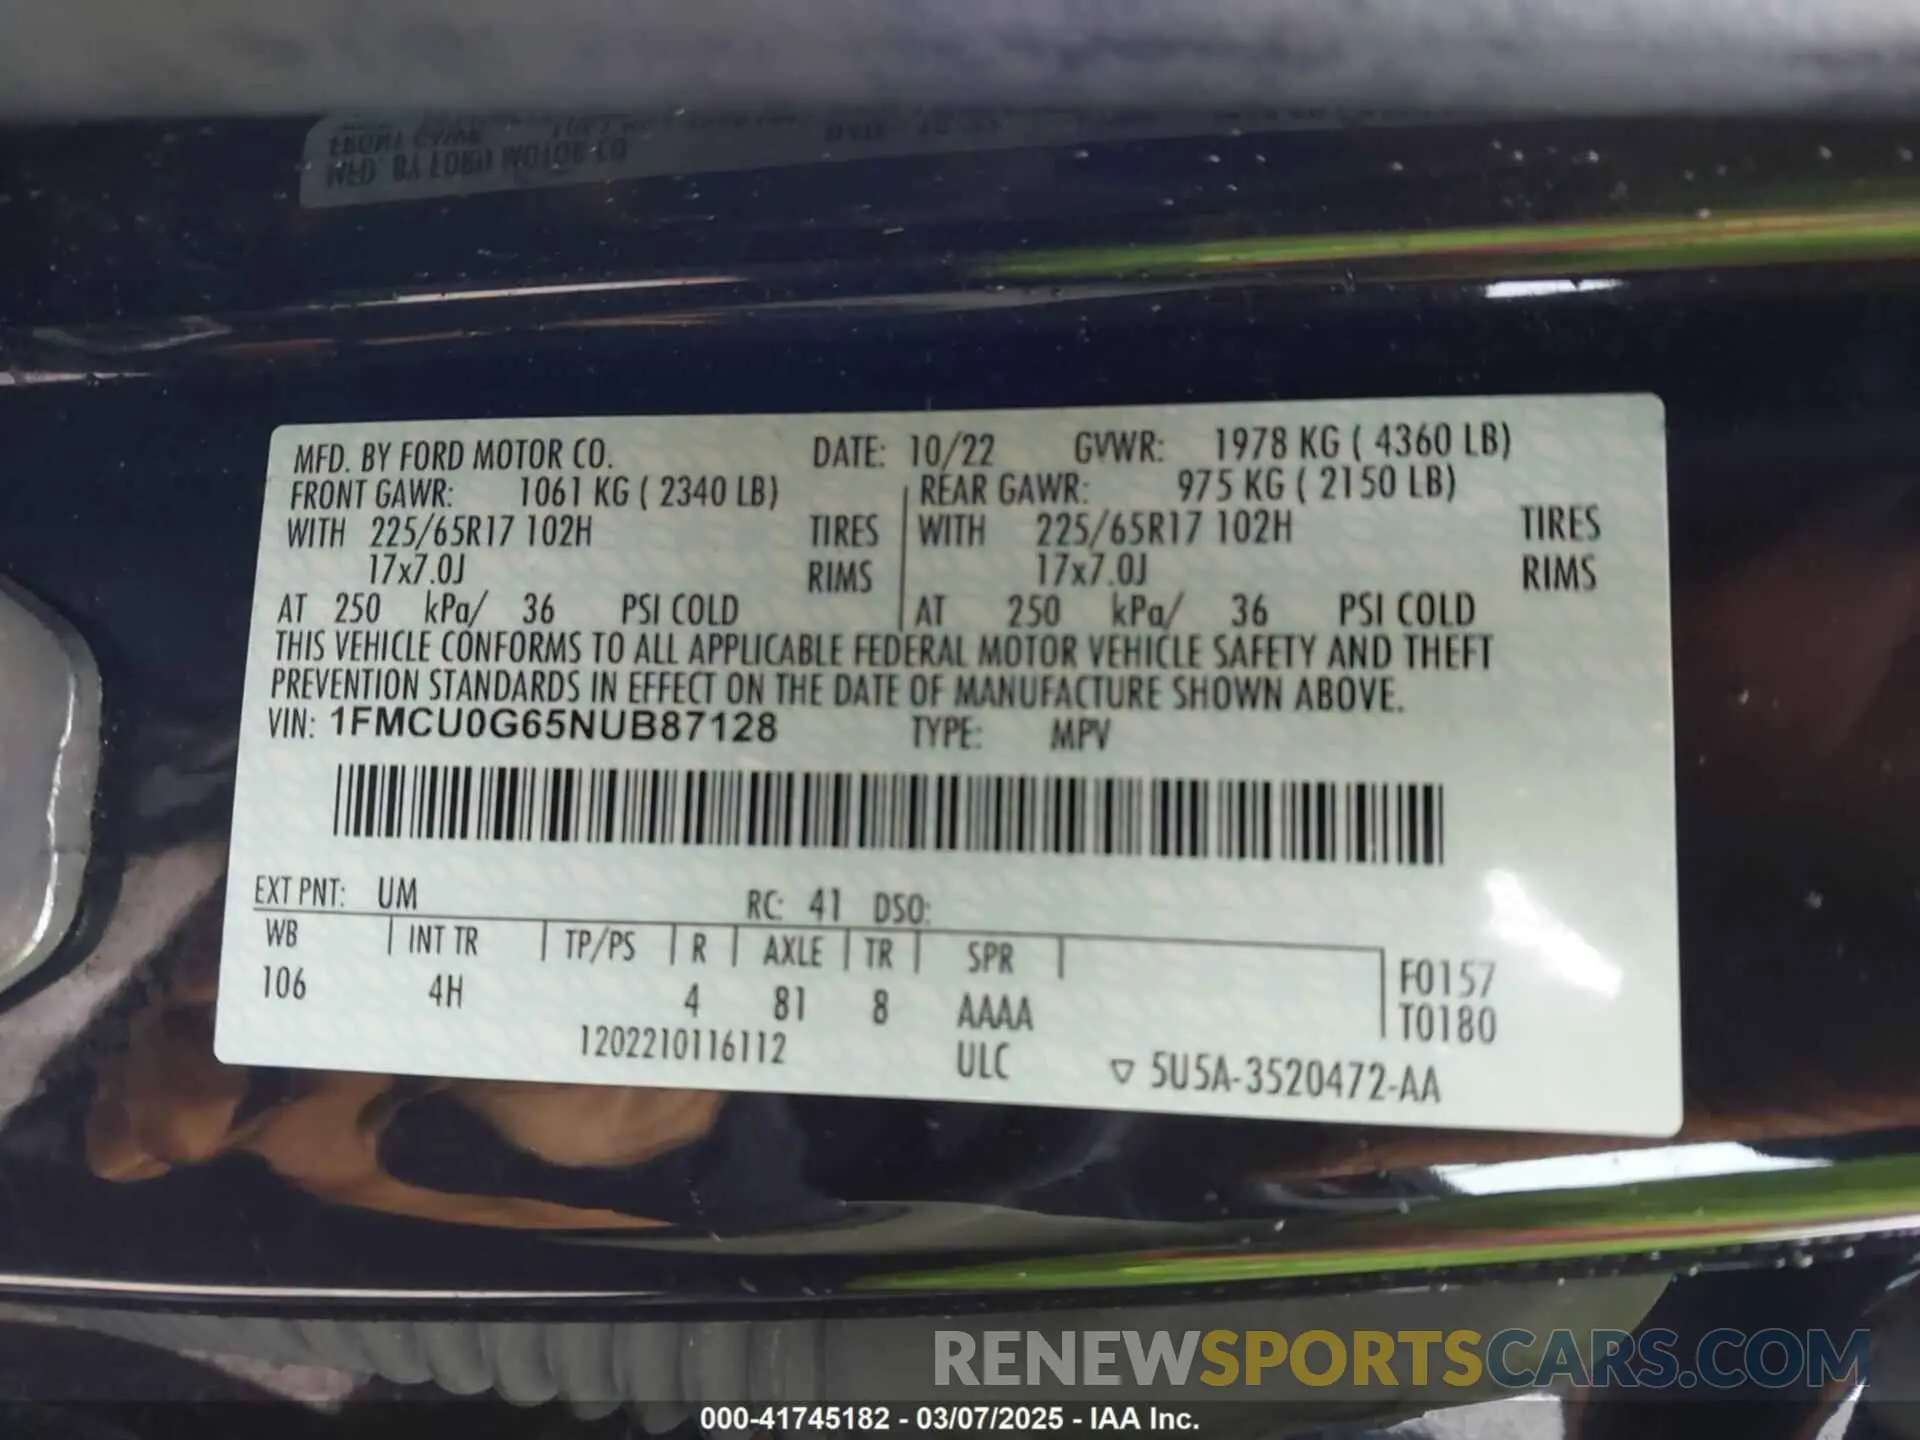 MFD. BY FORD MOTOR CO. DATE: 10/22 GVWR: 1978 KG ( 4360 LB)
FRONT GAWR: 1061 KG ( 2340 LB) REAR GAWR: 975 KG ( 2150 LB)
WITH 225/65R17 102H TIRES WITH 225/65R17 102H TIRES
17x7.0J RIMS 17x7.0J RIMS
AT 250 kPa/ 36 PSI COLD AT 250 kPa/ 36 PSI COLD
THIS VEHICLE CONFORMS TO ALL APPLICABLE FEDERAL MOTOR VEHICLE SAFETY AND THEFT
PREVENTION STANDARDS IN EFFECT ON THE DATE OF MANUFACTURE SHOWN ABOVE.
VIN: 1FMCU0G65NUB87128 TYPE: MPV
EXT PNT: UM RC: 41 DSO:
WB INT TR TP/PS R AXLE TR SPR F0157
106 4H 4 81 8 AAAA T0180
1202210116112 ULC ▽ 5U5A-3520472-AA
RENEWSPORTSCARS.COM
000-41745182 - 03/07/2025 - IAA Inc.